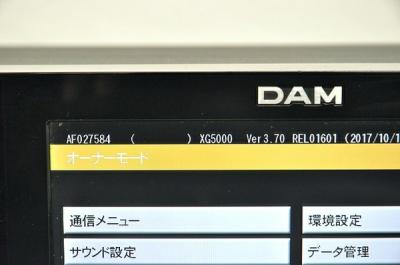 DAM
AF027584 ( ) XG5000 Ver3.70 REL01601 (2017/10/1
オーナーモード
通信メニュー 環境設定
サウンド設定 データ管理